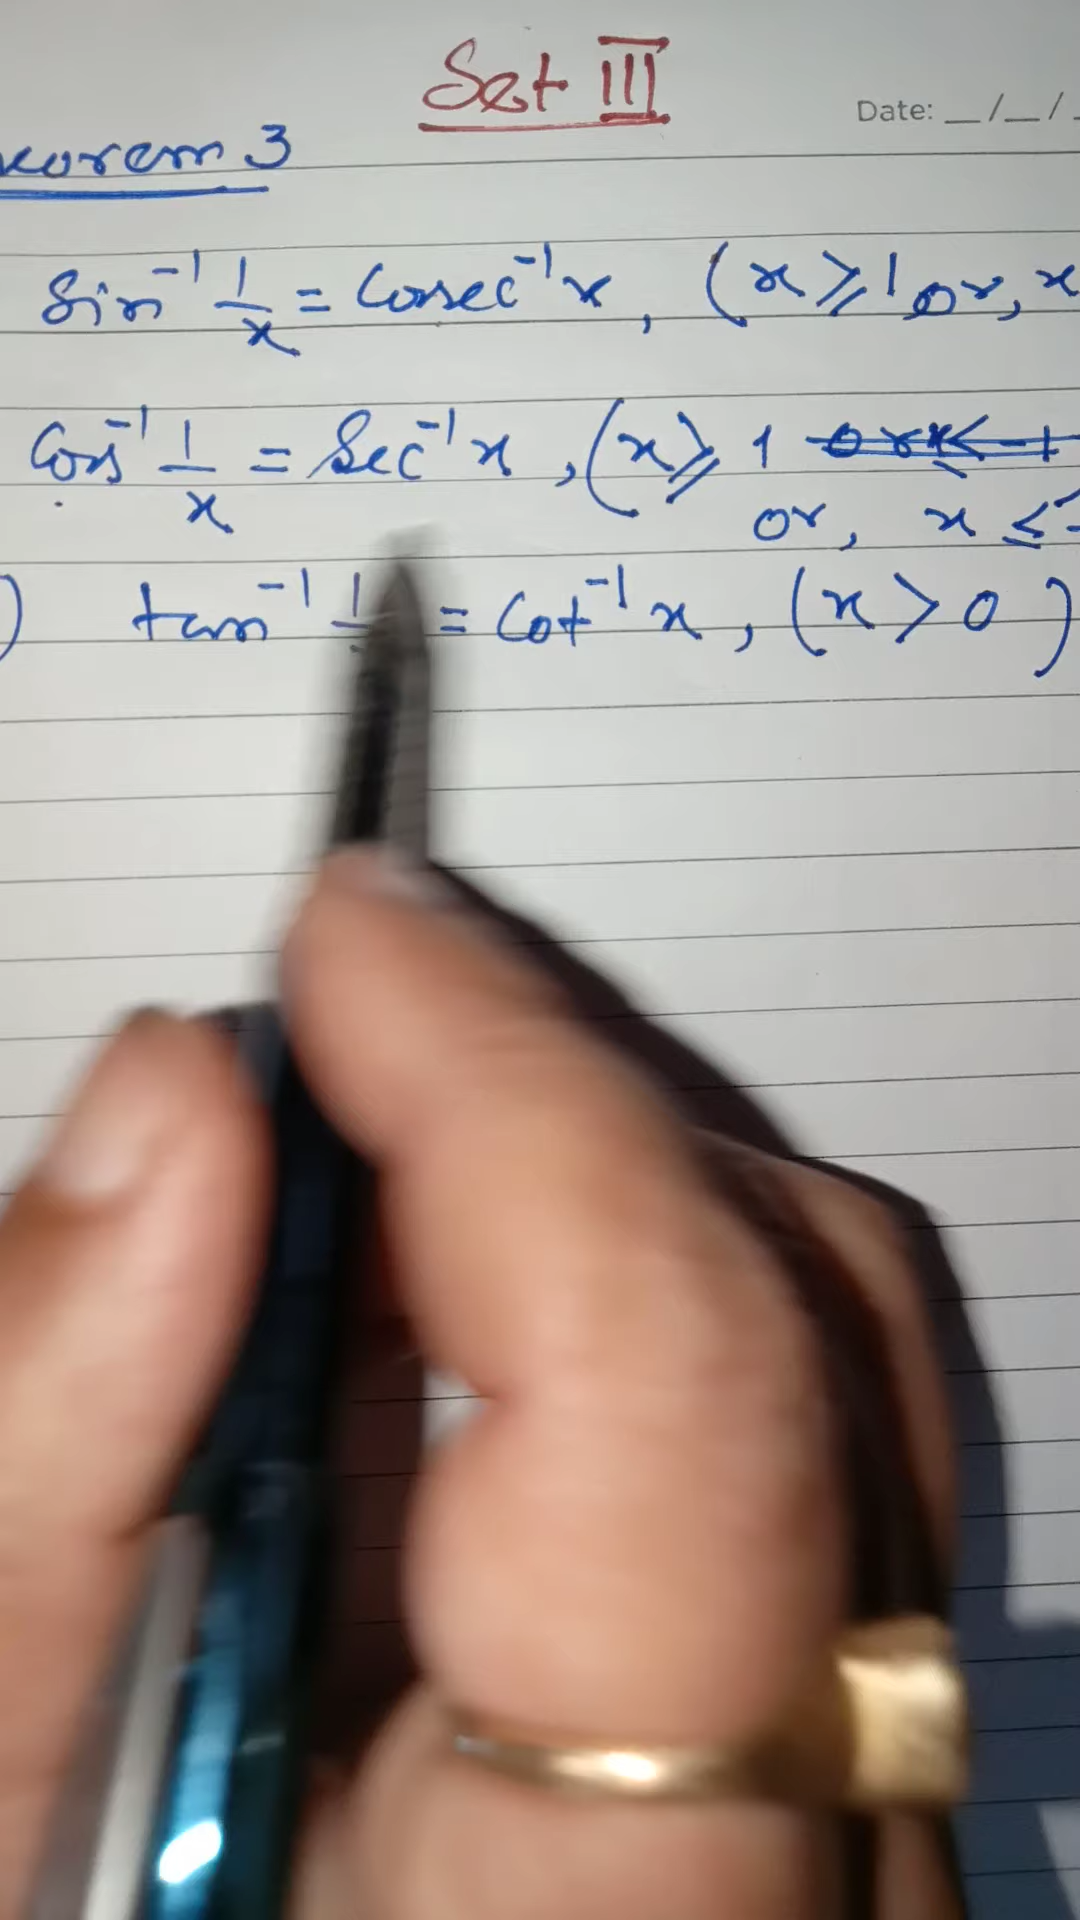 Set III
Date: __/__/
eorem 3
Sin⁻¹ 1/x = Cosec⁻¹x, (x ⩾ 1 or, x
Cos⁻¹ 1/x = Sec⁻¹x, (x ⩾ 1
or, x ≤ -
) tan⁻¹ 1 = Cot⁻¹x, (x > 0)